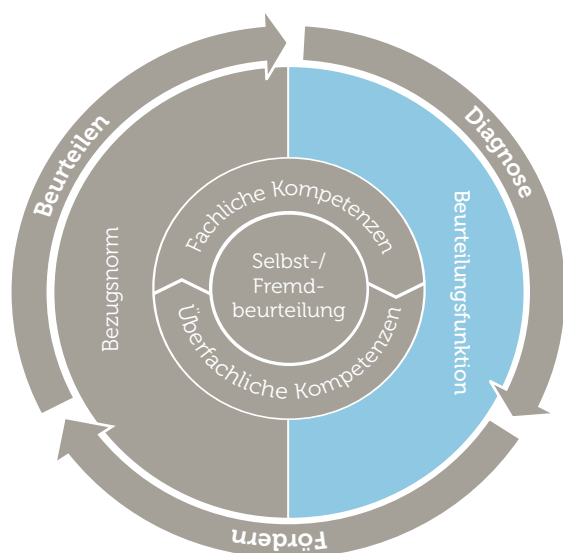 Beurteilen
Diagnose
Bezugsnorm
Fachliche Kompetenzen
Selbst-/
Fremd-
beurteilung
Überfachliche Kompetenzen
Beurteilungsfunktion
Fördern